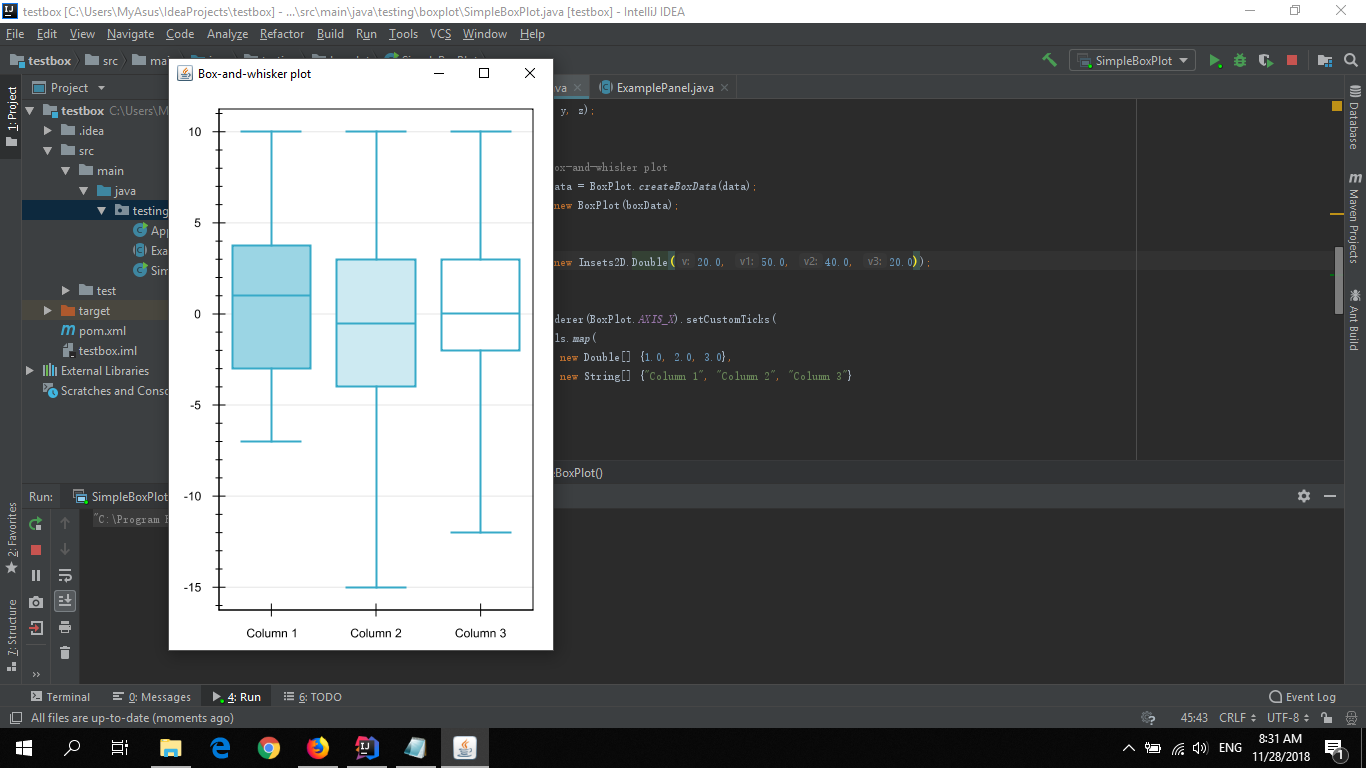 testbox [C:\Users\MyAsus\IdeaProjects\testbox] - ...\src\main\java\testing\boxplot\SimpleBoxPlot.java [testbox] - IntelliJ IDEA
File Edit View Navigate Code Analyze Refactor Build Run Tools VCS Window Help
testbox src SimpleBoxPlot
Project
ExamplePanel.java
1: Project
testbox C:\Users\M
.idea
src
main
java
testing
test
target
pom.xml
testbox.iml
External Libraries
Scratches and Conso
Box-and-whisker plot
10
5
0
-5
-10
-15
Column 1 Column 2 Column 3
y, z);
ox-and-whisker plot
ata = BoxPlot.createBoxData(data);
new BoxPlot(boxData);
new Insets2D.Double( v: 20.0, v1: 50.0, v2: 40.0, v3: 20.0);
derer(BoxPlot.AXIS_X).setCustomTicks(
ls.map(
new Double[] {1.0, 2.0, 3.0},
new String[] {"Column 1", "Column 2", "Column 3"}
BoxPlot()
Database
Maven Projects
Ant Build
Run: SimpleBoxPlot
"C:\Program F
2: Favorites
7: Structure
Terminal 0: Messages 4: Run 6: TODO Event Log
All files are up-to-date (moments ago) 45:43 CRLF UTF-8
ENG 8:31 AM
11/28/2018
1